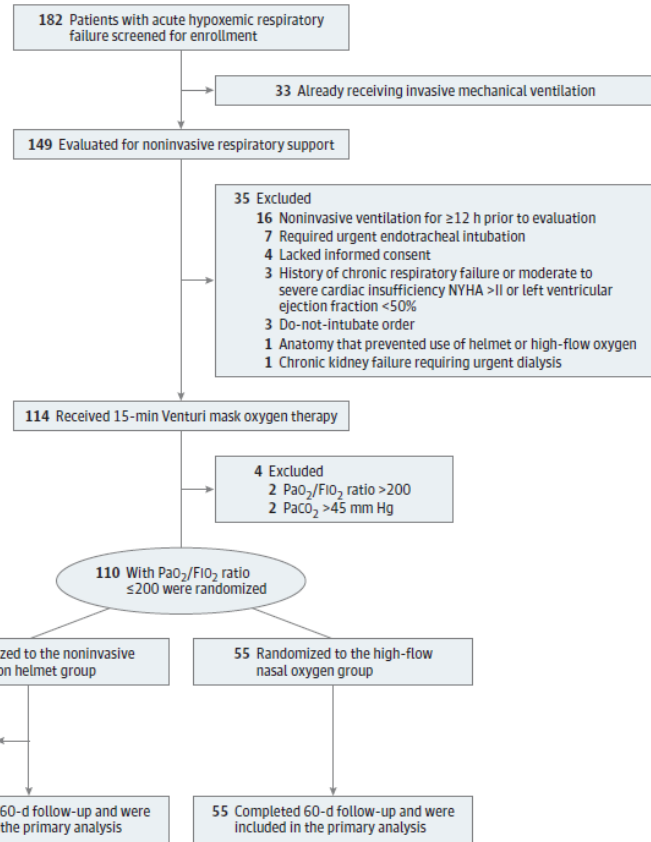 182 Patients with acute hypoxemic respiratory
failure screened for enrollment
33 Already receiving invasive mechanical ventilation
149 Evaluated for noninvasive respiratory support
35 Excluded
16 Noninvasive ventilation for ≥12 h prior to evaluation
7 Required urgent endotracheal intubation
4 Lacked informed consent
3 History of chronic respiratory failure or moderate to
severe cardiac insufficiency NYHA >II or left ventricular
ejection fraction <50%
3 Do-not-intubate order
1 Anatomy that prevented use of helmet or high-flow oxygen
1 Chronic kidney failure requiring urgent dialysis
114 Received 15-min Venturi mask oxygen therapy
4 Excluded
2 PaO₂/FIO₂ ratio >200
2 PaCO₂ >45 mm Hg
110 With PaO₂/FIO₂ ratio
≤200 were randomized
zed to the noninvasive
on helmet group
55 Randomized to the high-flow
nasal oxygen group
60-d follow-up and were
the primary analysis
55 Completed 60-d follow-up and were
included in the primary analysis